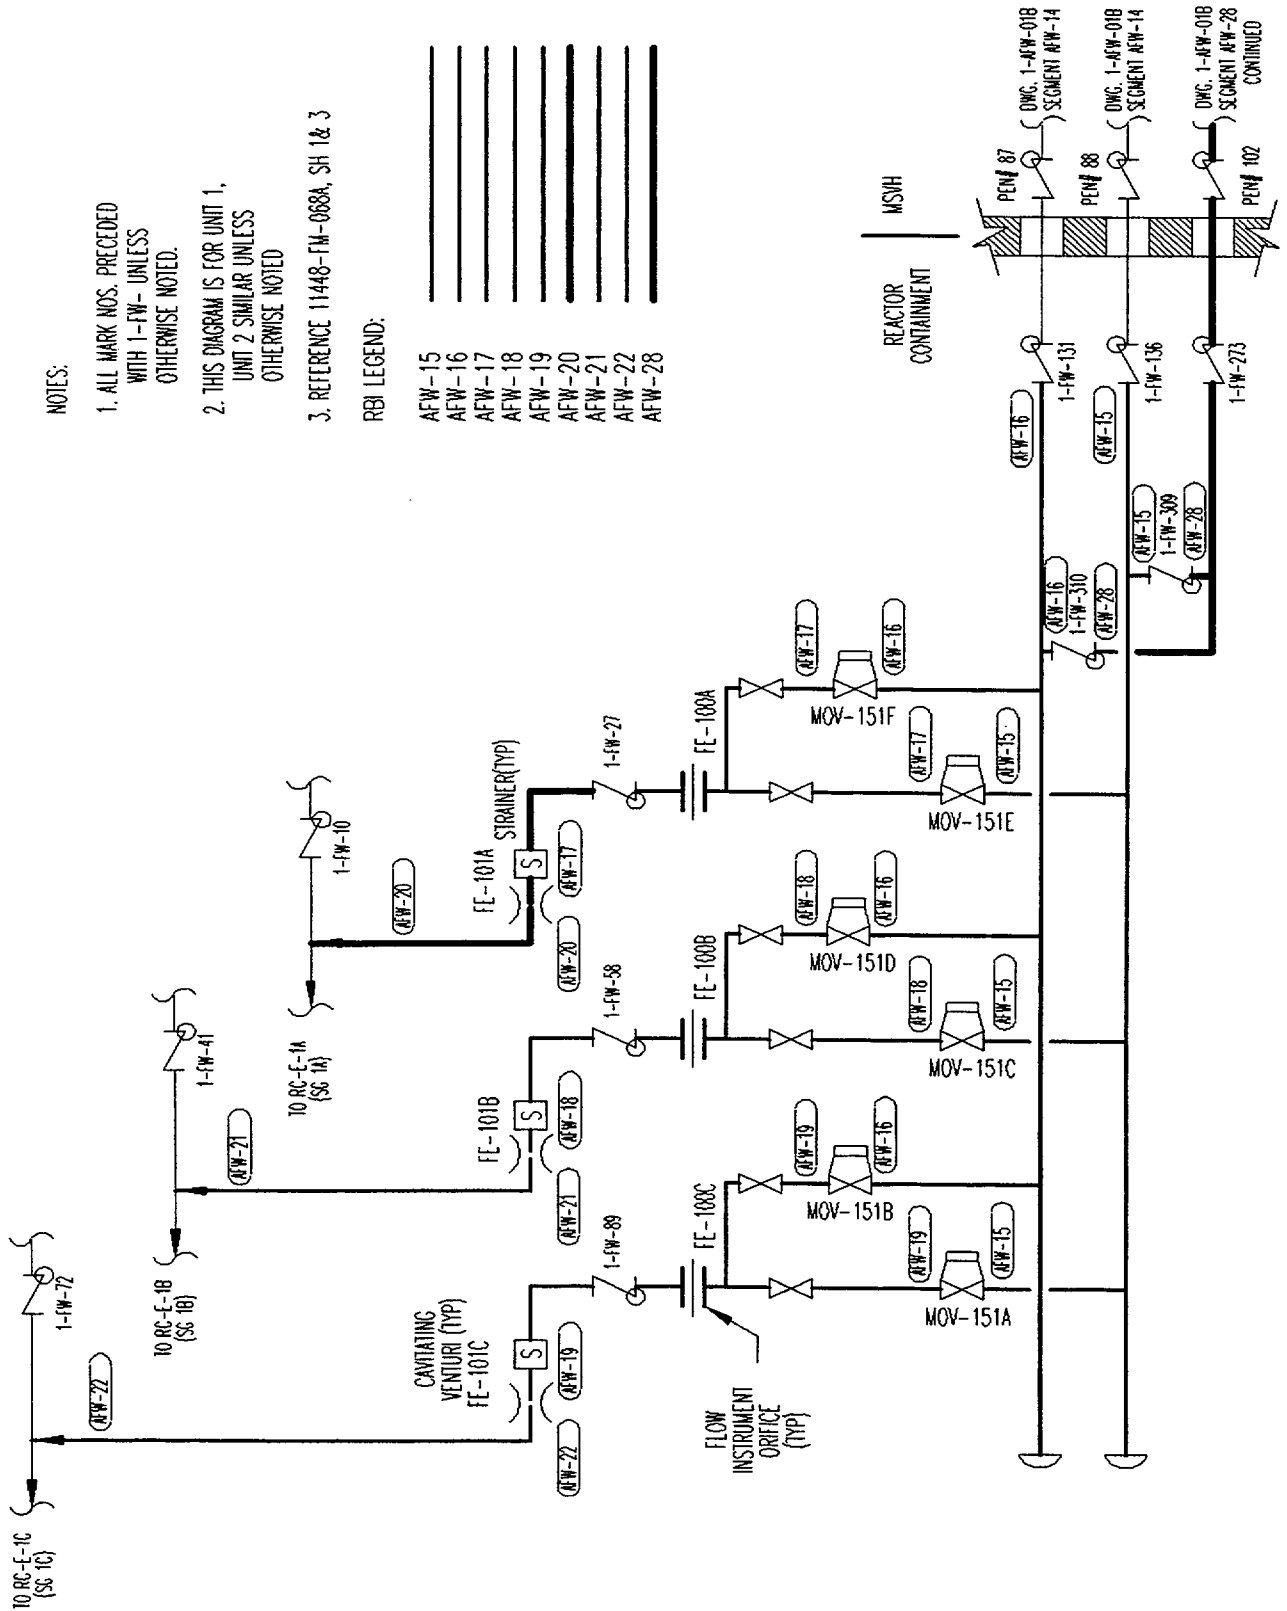 NOTES:
1. ALL MARK NOS. PRECEDED
WITH 1-FW- UNLESS
OTHERWISE NOTED.
2. THIS DIAGRAM IS FOR UNIT 1,
UNIT 2 SIMILAR UNLESS
OTHERWISE NOTED
3. REFERENCE 11448-FM-068A, SH 1& 3
RBI LEGEND:
AFW-15
AFW-16
AFW-17
AFW-18
AFW-19
AFW-20
AFW-21
AFW-22
AFW-28
TO RC-E-1C
(SG 1C)
1-FW-72
AFW-22
TO RC-E-1B
(SG 1B)
1-FW-41
AFW-21
TO RC-E-1A
(SG 1A)
1-FW-10
AFW-20
CAVITATING
VENTURI (TYP)
FE-101C
S
AFW-22
AFW-19
FE-101B
S
AFW-21
AFW-18
FE-101A
STRAINER(TYP)
S
AFW-20
AFW-17
1-FW-89
1-FW-58
1-FW-27
FLOW
INSTRUMENT
ORIFICE
(TYP)
FE-100C
FE-100B
FE-100A
AFW-19
AFW-16
MOV-151B
AFW-18
AFW-16
MOV-151D
AFW-17
AFW-16
MOV-151F
AFW-19
AFW-15
MOV-151A
AFW-18
AFW-15
MOV-151C
AFW-17
AFW-15
MOV-151E
AFW-16
1-FW-310
AFW-28
AFW-15
1-FW-309
AFW-28
AFW-16
1-FW-131
AFW-15
1-FW-136
1-FW-273
REACTOR
CONTAINMENT
MSVH
PEN# 87
PEN# 88
PEN# 102
DWG. 1-AFW-01B
SEGMENT AFW-14
DWG. 1-AFW-01B
SEGMENT AFW-14
DWG. 1-AFW-01B
SEGMENT AFW-28
CONTINUED